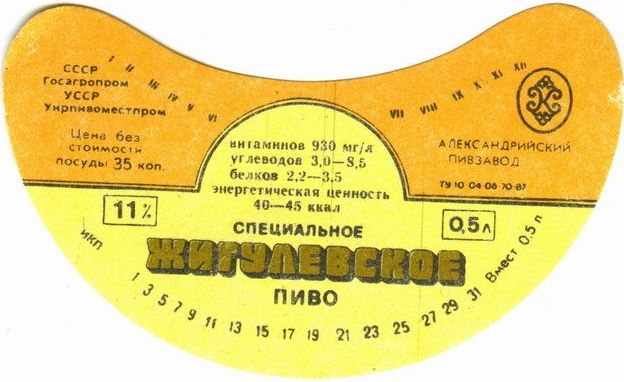 СССР
Госагропром
УССР
Укрпивоместпром
Цена без
стоимости
посуды 35 коп.
I II III IV V VI
VII VIII IX X XI XII
АЛЕКСАНДРИЙСКИЙ
ПИВЗАВОД
ТУ 10 04 06 70-87
витаминов 930 мг/л
углеводов 3,0—8,5
белков 2,2—3,5
энергетическая ценность
40—45 ккал
11%
0,5л
СПЕЦИАЛЬНОЕ
ЖИГУЛЕВСКОЕ
ПИВО
ИКП
1 3 5 7 9 11 13 15 17 19 21 23 25 27 29 31
Вмест 0.5 л